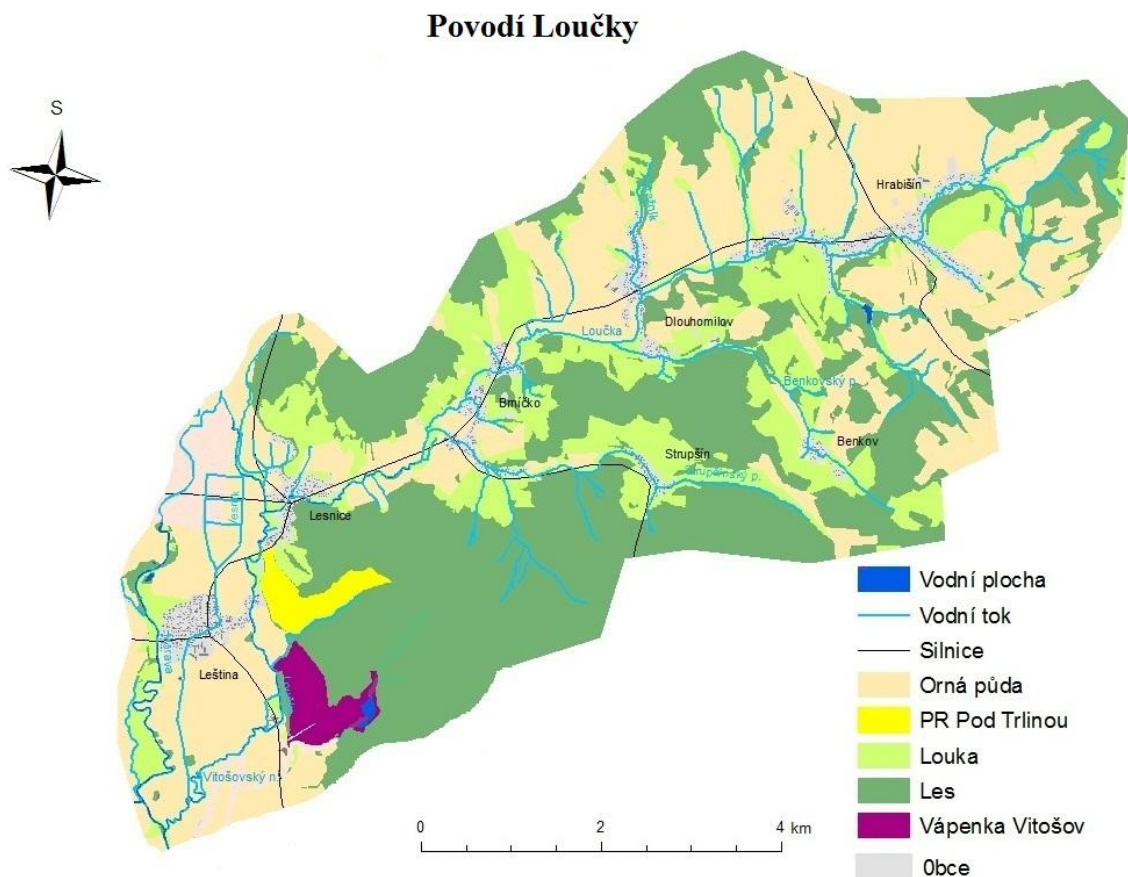 Povodí Loučky
S
Hrabišín
Dlouhomilov
Loučka
Benkovský p.
Brníčko
Benkov
Strupšín
Lesnice
Leština
Vitošovský n.
Vodní plocha
Vodní tok
Silnice
Orná půda
PR Pod Trlinou
Louka
Les
Vápenka Vitošov
0bce
0 2 4 km